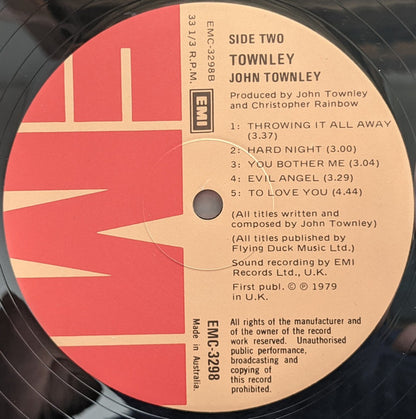 SIDE TWO
TOWNLEY
JOHN TOWNLEY
Produced by John Townley
and Christopher Rainbow
1: THROWING IT ALL AWAY
(3.37)
2: HARD NIGHT (3.00)
3: YOU BOTHER ME (3.04)
4: EVIL ANGEL (3.29)
5: TO LOVE YOU (4.44)
(All titles written and
composed by John Townley)
(All titles published by
Flying Duck Music Ltd.)
Sound recording by EMI
Records Ltd., U.K.
First publ. © ℗ 1979
in U.K.
All rights of the manufacturer and
of the owner of the record
work reserved. Unauthorised
public performance,
broadcasting and
copying of
this record
prohibited.
EMC-3298B
33 1/3 R.P.M.
EMI
EMC-3298
Made in Australia.
EMI